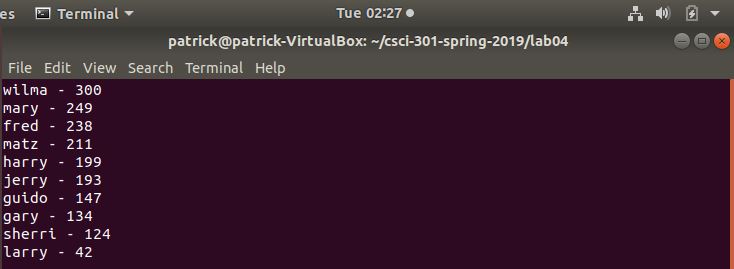 es Terminal Tue 02:27
patrick@patrick-VirtualBox: ~/csci-301-spring-2019/lab04
File Edit View Search Terminal Help
wilma - 300
mary - 249
fred - 238
matz - 211
harry - 199
jerry - 193
guido - 147
gary - 134
sherri - 124
larry - 42